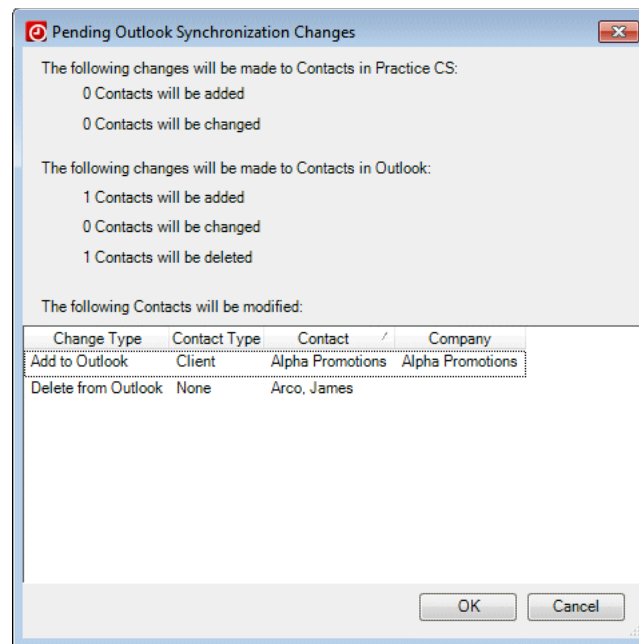 Pending Outlook Synchronization Changes
The following changes will be made to Contacts in Practice CS:
0 Contacts will be added
0 Contacts will be changed
The following changes will be made to Contacts in Outlook:
1 Contacts will be added
0 Contacts will be changed
1 Contacts will be deleted
The following Contacts will be modified:
Change Type Contact Type Contact Company
Add to Outlook Client Alpha Promotions Alpha Promotions
Delete from Outlook None Arco, James
OK Cancel